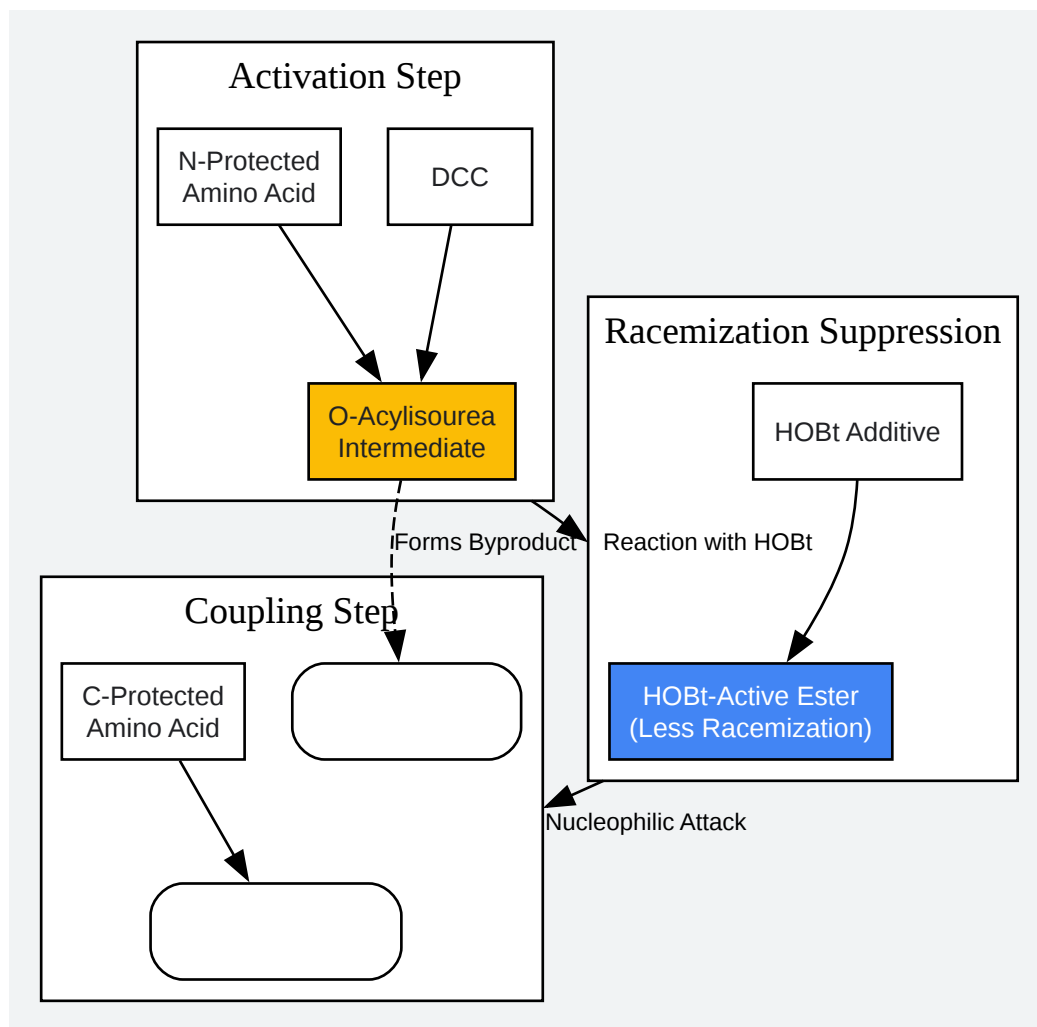 Activation Step
N-Protected
Amino Acid
DCC
O-Acylisourea
Intermediate
Racemization Suppression
HOBt Additive
Forms Byproduct
Reaction with HOBt
Coupling Step
C-Protected
Amino Acid
HOBt-Active Ester
(Less Racemization)
Nucleophilic Attack